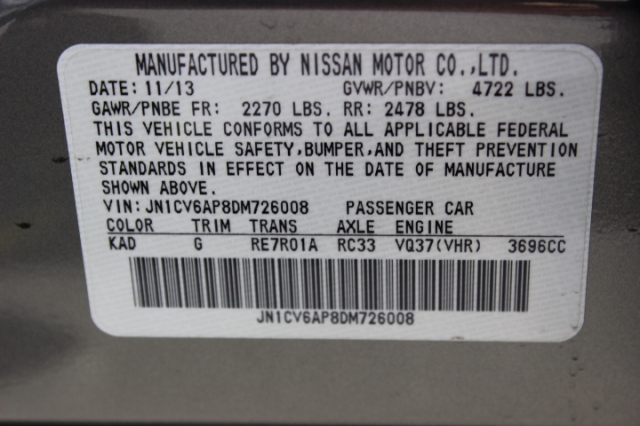 MANUFACTURED BY NISSAN MOTOR CO.,LTD.
DATE: 11/13 GVWR/PNBV: 4722 LBS.
GAWR/PNBE FR: 2270 LBS. RR: 2478 LBS.
THIS VEHICLE CONFORMS TO ALL APPLICABLE FEDERAL
MOTOR VEHICLE SAFETY,BUMPER,AND THEFT PREVENTION
STANDARDS IN EFFECT ON THE DATE OF MANUFACTURE
SHOWN ABOVE.
VIN: JN1CV6AP8DM726008 PASSENGER CAR
COLOR TRIM TRANS AXLE ENGINE
KAD G RE7R01A RC33 VQ37(VHR) 3696CC
JN1CV6AP8DM726008